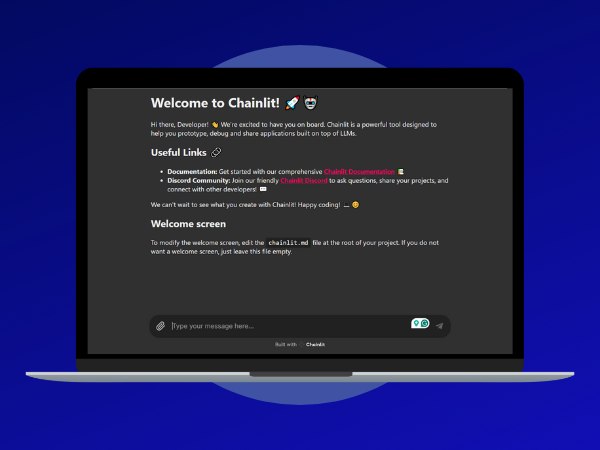 Welcome to Chainlit! 🚀🤖
Hi there, Developer! 👋 We're excited to have you on board. Chainlit is a powerful tool designed to
help you prototype, debug and share applications built on top of LLMs.
Useful Links 🔗
Documentation: Get started with our comprehensive Chainlit Documentation 📚
Discord Community: Join our friendly Chainlit Discord to ask questions, share your projects, and
connect with other developers! 💬
We can't wait to see what you create with Chainlit! Happy coding! 💻 😊
Welcome screen
To modify the welcome screen, edit the chainlit.md file at the root of your project. If you do not
want a welcome screen, just leave this file empty.
Type your message here...
Built with Chainlit